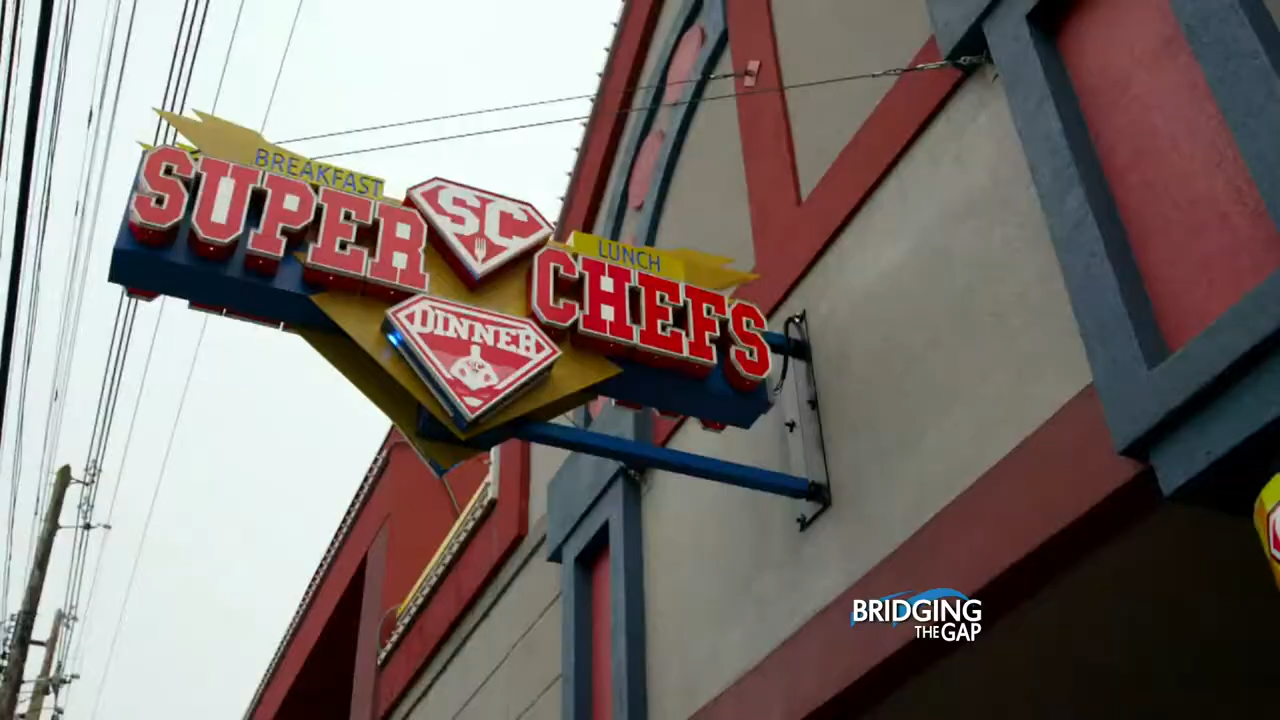 BREAKFAST
SUPER
SC
LUNCH
CHEFS
DINNER
BRIDGING
THE GAP